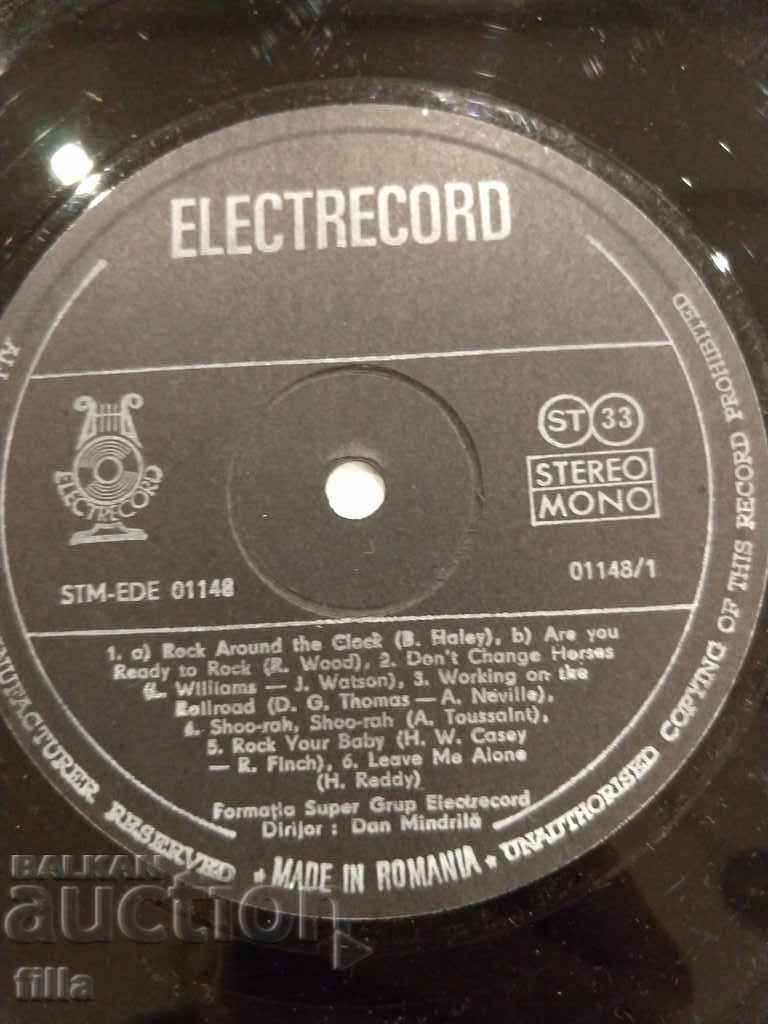 ELECTRECORD
ELECTRECORD
ST 33
STEREO
MONO
STM-EDE 01148
01148/1
1. a) Rock Around the Clock (B. Haley), b) Are you
Ready to Rock (R. Wood), 2. Don't Change Horses
(L. Williams — J. Watson), 3. Working on the
Railroad (D. G. Thomas — A. Neville),
4. Shoo-rah, Shoo-rah (A. Toussaint),
5. Rock Your Baby (H. W. Casey
— R. Finch), 6. Leave Me Alone
(H. Reddy)
Formația Super Grup Electrecord
Dirijor : Dan Mîndrilă
RESERVED ★ MADE IN ROMANIA ★ UNAUTHORISED COPYING OF THIS RECORD PROHIBITED
BALKAN
auction
filla